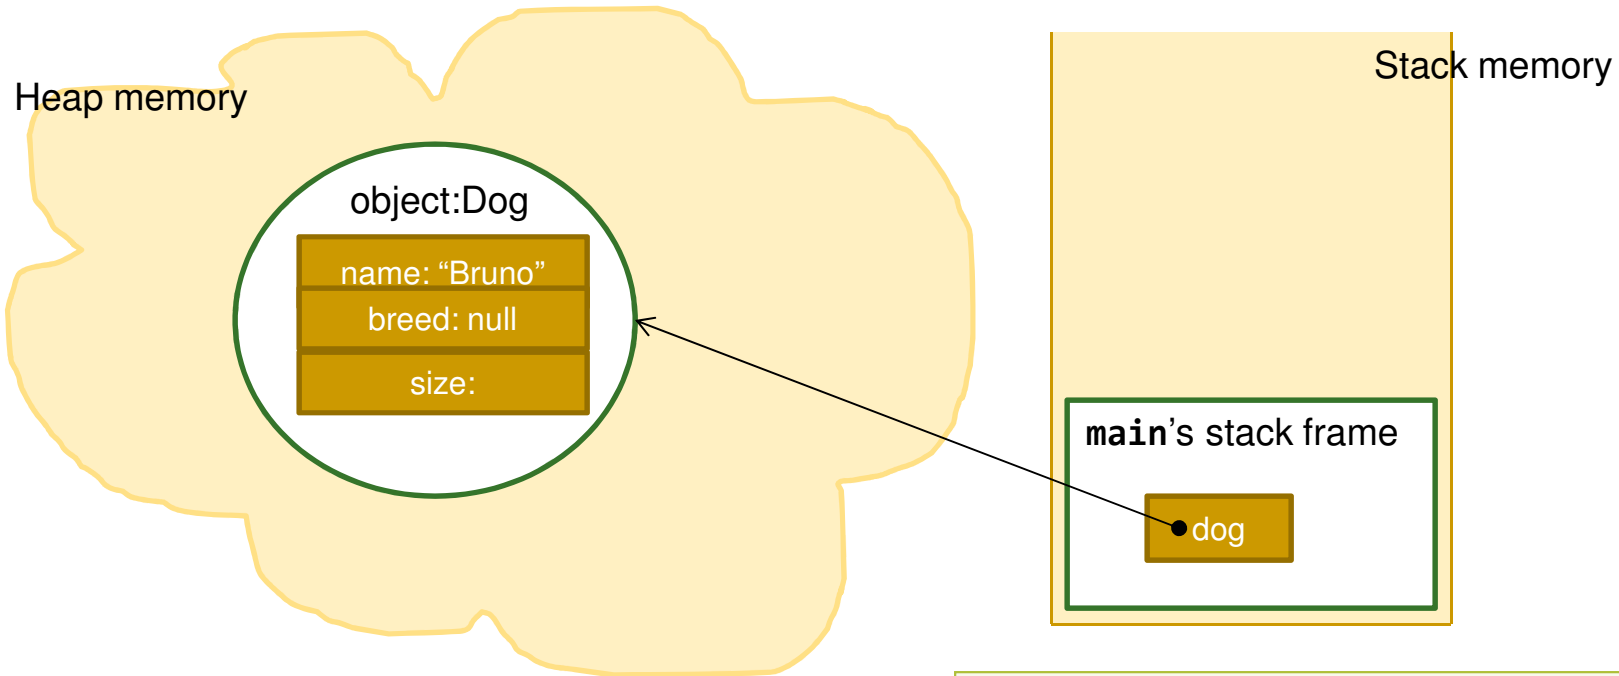 Heap memory
object:Dog
name: “Bruno”
breed: null
size:
Stack memory
main’s stack frame
dog